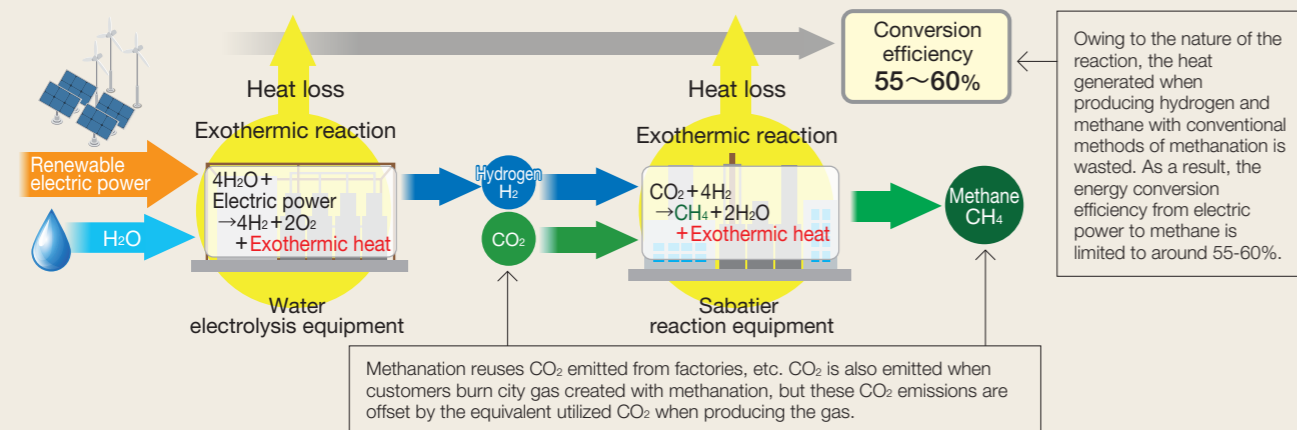 Conversion
efficiency
55～60%
Owing to the nature of the
reaction, the heat
generated when
producing hydrogen and
methane with conventional
methods of methanation is
wasted. As a result, the
energy conversion
efficiency from electric
power to methane is
limited to around 55-60%.
Heat loss
Exothermic reaction
Heat loss
Exothermic reaction
Renewable
electric power
H₂O
4H₂O+
Electric power
→4H₂+2O₂
+Exothermic heat
Water
electrolysis equipment
Hydrogen
H₂
CO₂
CO₂+4H₂
→CH₄+2H₂O
+Exothermic heat
Sabatier
reaction equipment
Methane
CH₄
Methanation reuses CO₂ emitted from factories, etc. CO₂ is also emitted when
customers burn city gas created with methanation, but these CO₂ emissions are
offset by the equivalent utilized CO₂ when producing the gas.